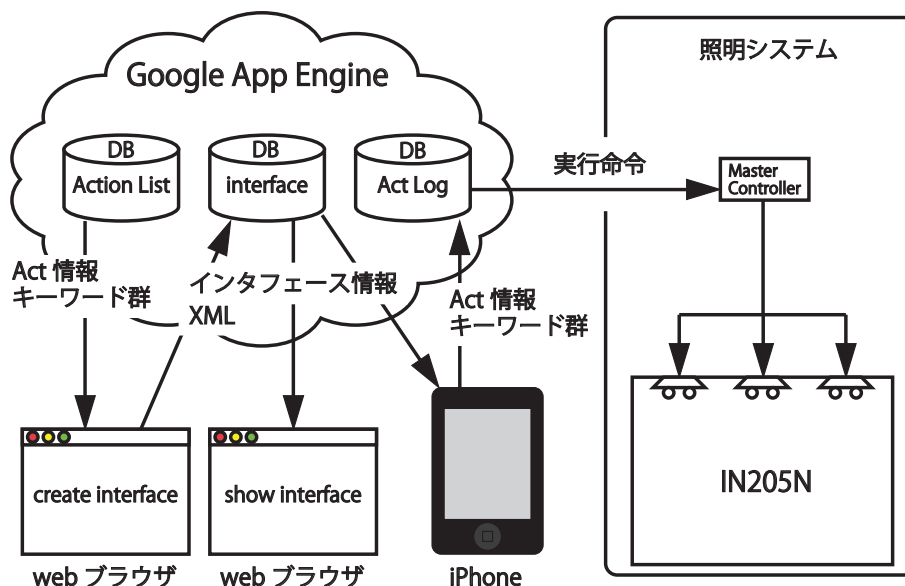 Google App Engine
DB
Action List
DB
interface
DB
Act Log
Act 情報
キーワード群
インタフェース情報
XML
Act 情報
キーワード群
create interface
web ブラウザ
show interface
web ブラウザ
iPhone
実行命令
照明システム
Master
Controller
IN205N